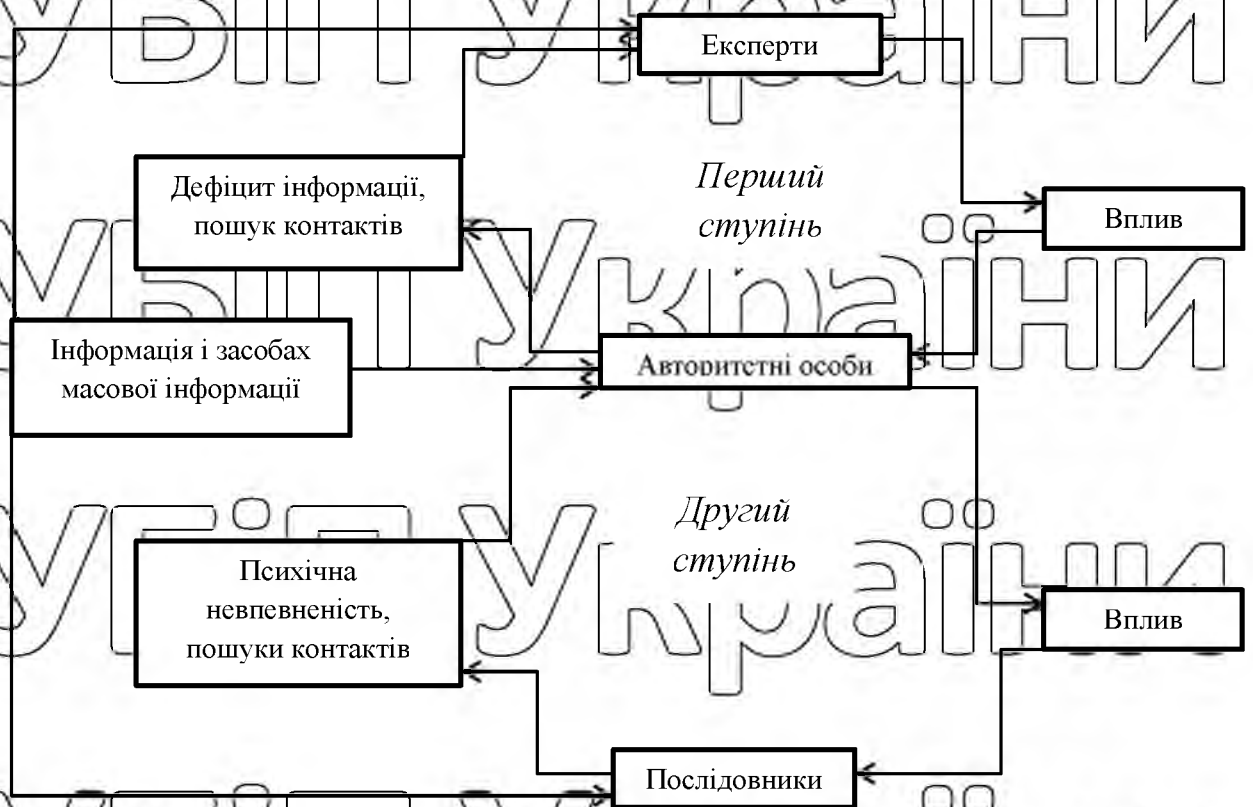 Експерти
Перший
ступінь
Дефіцит інформації,
пошук контактів
Вплив
Інформація і засобах
масової інформації
Авторитетні особи
Другий
ступінь
Психічна
невпевненість,
пошуки контактів
Вплив
Послідовники